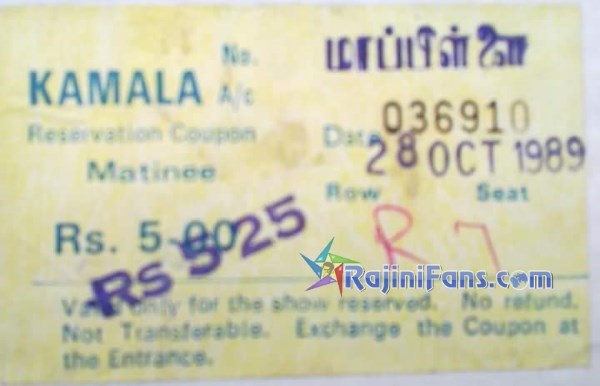 No. மாப்பிள்ளை
KAMALA A/c 036910
Reservation Coupon Date 28 OCT 1989
Matinee Row Seat
Rs. 5.00 R 7
Rs 5-25
RajiniFans.com
Valid only for the show reserved. No refund.
Not Transferable. Exchange the Coupon at
the Entrance.